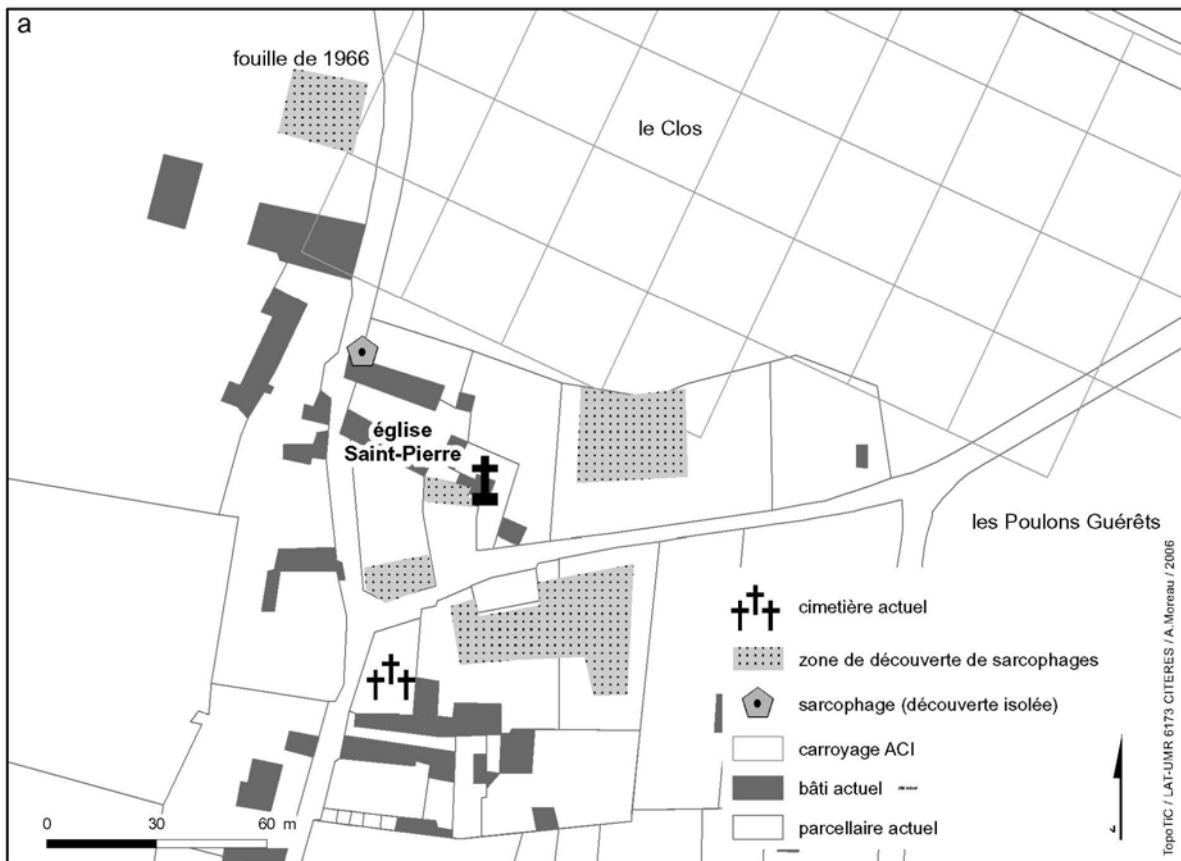 a
fouille de 1966
le Clos
église
Saint-Pierre
les Poulons Guérêts
cimetière actuel
zone de découverte de sarcophages
sarcophage (découverte isolée)
carroyage ACI
bâti actuel
parcellaire actuel
0 30 60 m
TopoTiC / LAT-UMR 6173 CITERES / A.Moreau / 2006